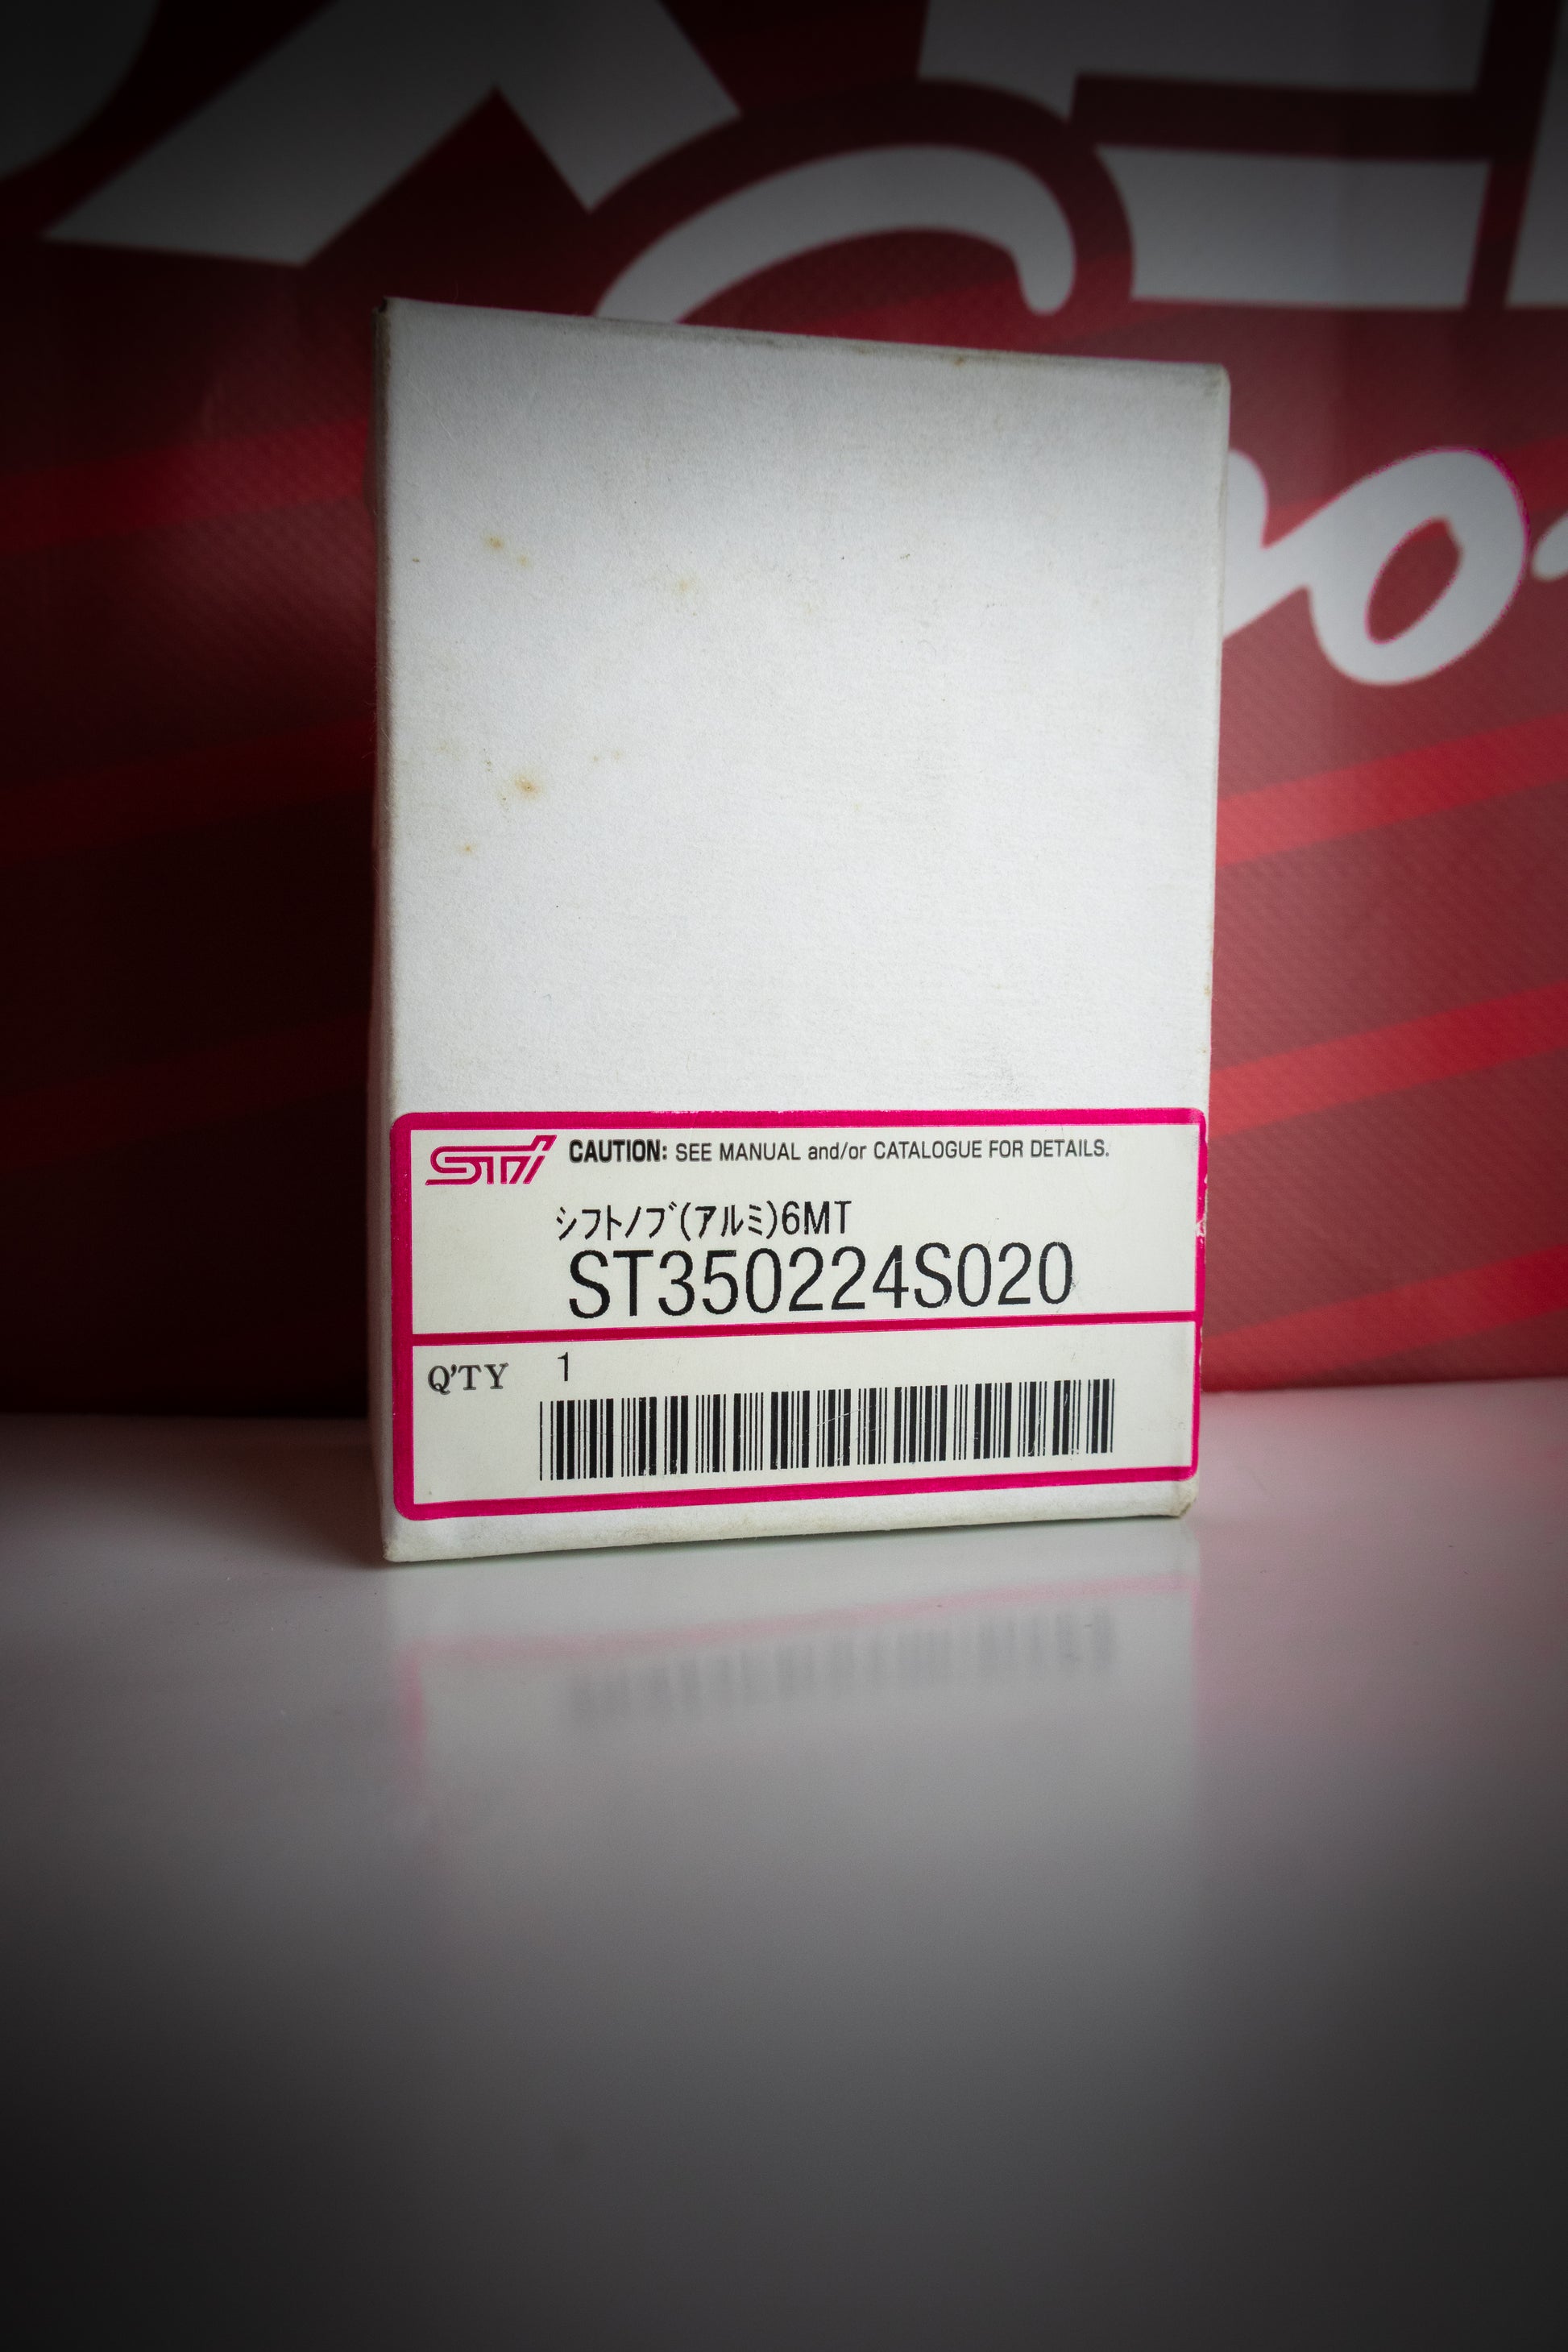 STi CAUTION: SEE MANUAL and/or CATALOGUE FOR DETAILS.
シフトノブ(アルミ)6MT
ST350224S020
Q'TY 1